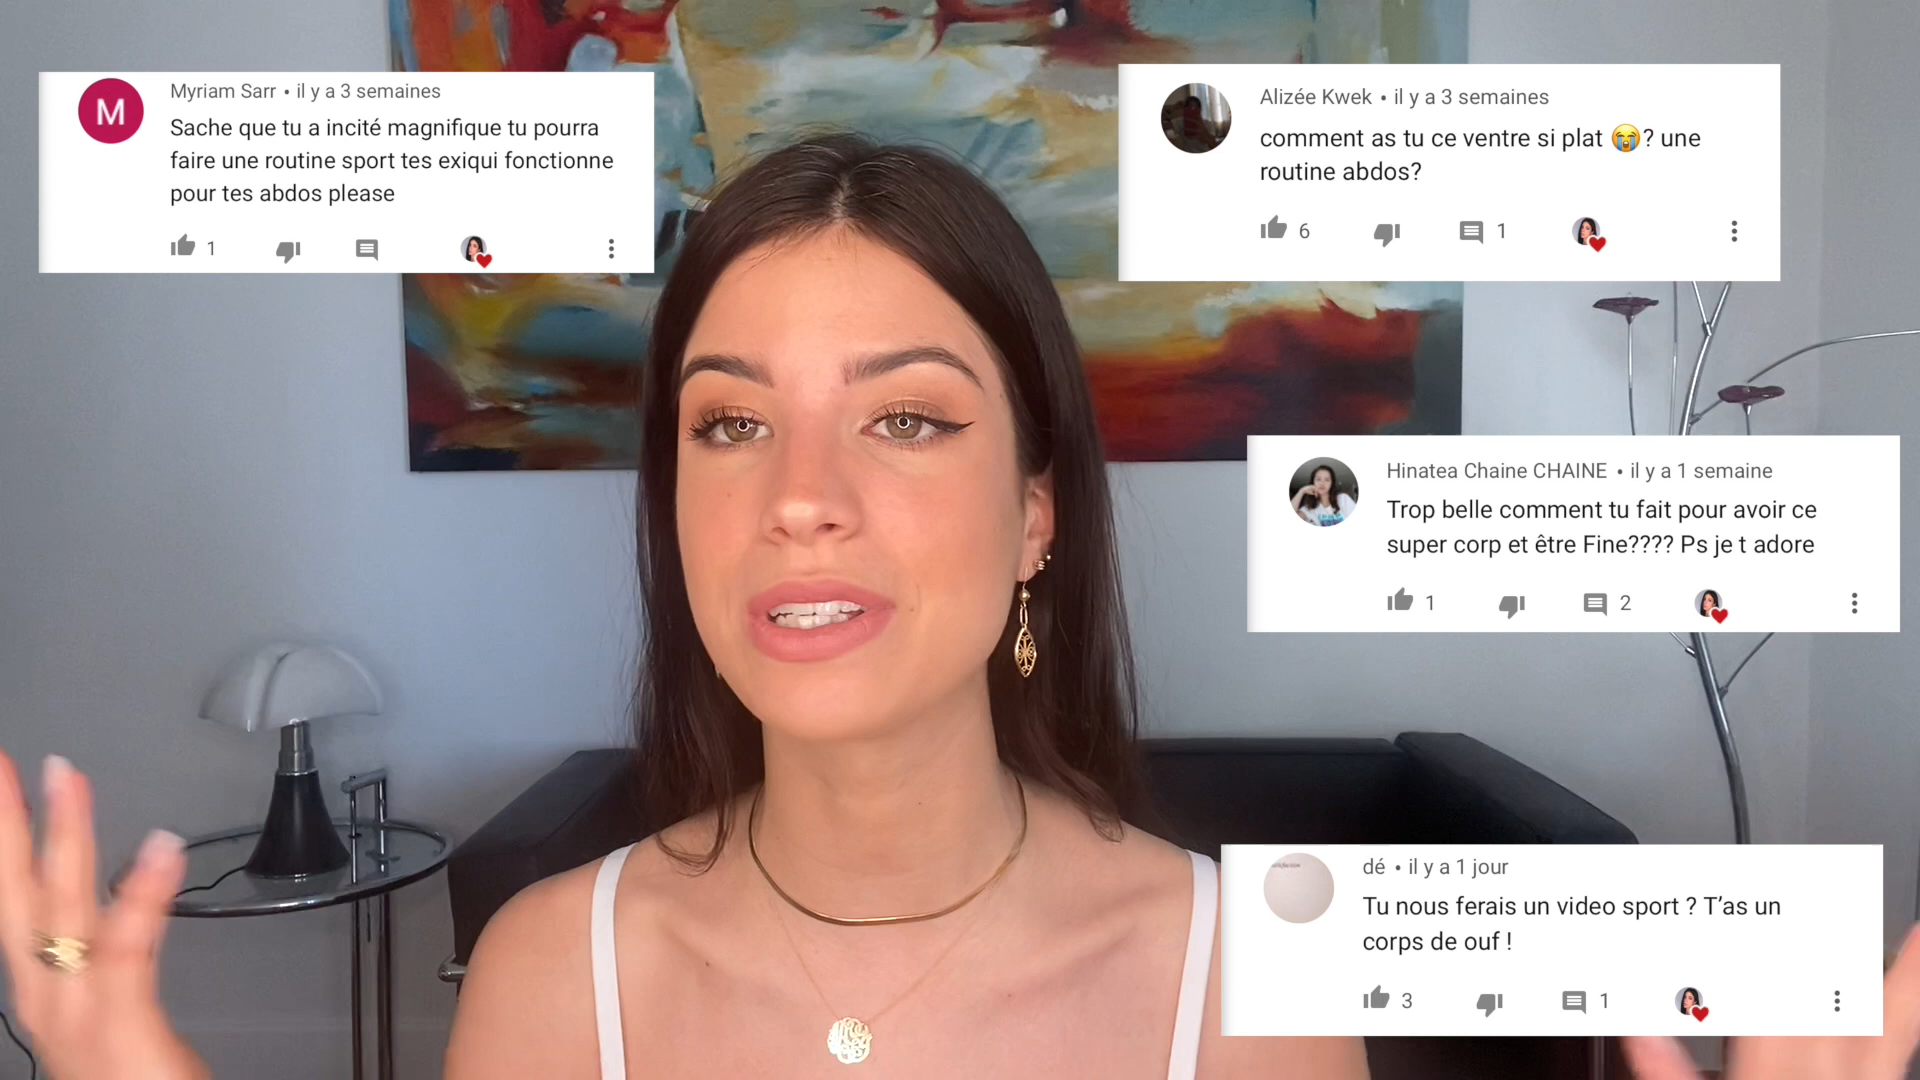 M
Myriam Sarr • il y a 3 semaines
Sache que tu a incité magnifique tu pourra
faire une routine sport tes exiqui fonctionne
pour tes abdos please
1
Alizée Kwek • il y a 3 semaines
comment as tu ce ventre si plat 😭? une
routine abdos?
6 1
Hinatea Chaine CHAINE • il y a 1 semaine
Trop belle comment tu fait pour avoir ce
super corp et être Fine???? Ps je t adore
1 2
dé • il y a 1 jour
Tu nous ferais un video sport ? T’as un
corps de ouf !
3 1